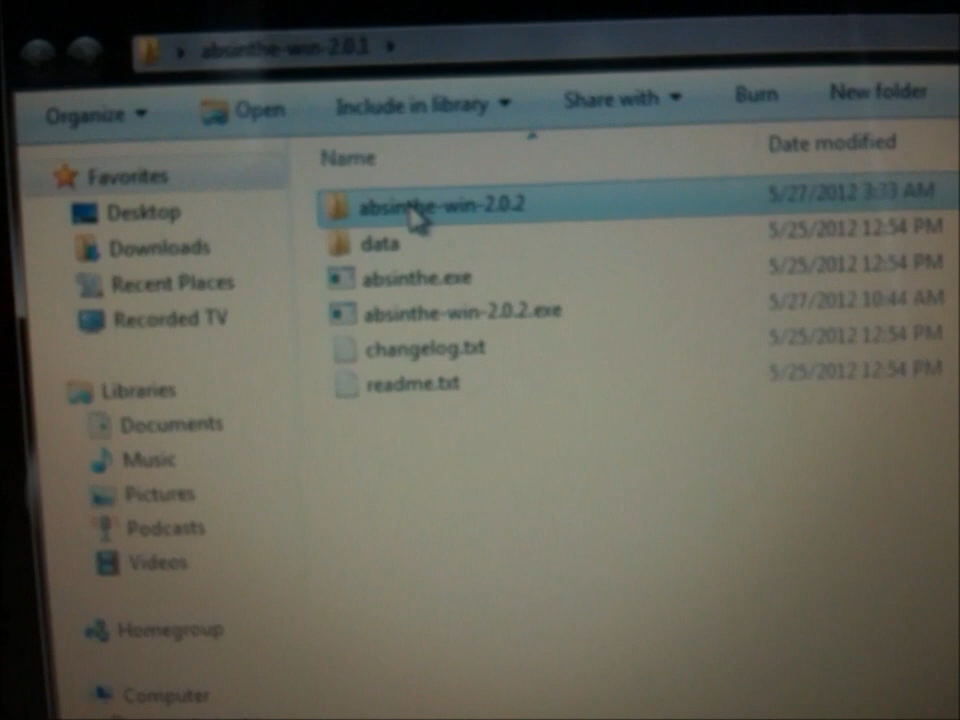 absinthe-win-2.0.1
Organize Open Include in library Share with Burn New folder
Name Date modified
Favorites
Desktop
Downloads
Recent Places
Recorded TV
Libraries
Documents
Music
Pictures
Podcasts
Videos
Homegroup
Computer
absinthe-win-2.0.2 5/27/2012 3:33 AM
data 5/25/2012 12:54 PM
absinthe.exe 5/25/2012 12:54 PM
absinthe-win-2.0.2.exe 5/27/2012 10:44 AM
changelog.txt 5/25/2012 12:54 PM
readme.txt 5/25/2012 12:54 PM